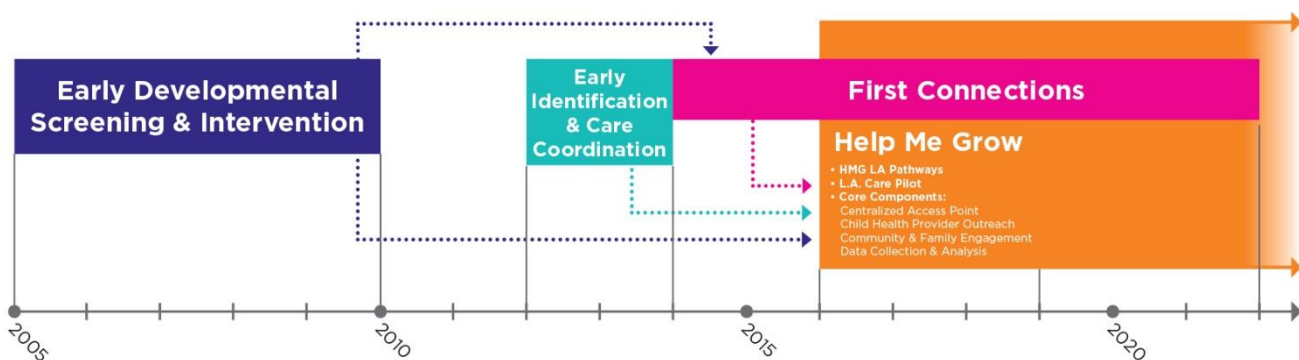 Early Developmental
Screening & Intervention
Early
Identification
& Care
Coordination
First Connections
Help Me Grow
• HMG LA Pathways
• L.A. Care Pilot
• Core Components:
Centralized Access Point
Child Health Provider Outreach
Community & Family Engagement
Data Collection & Analysis
2005
2010
2015
2020